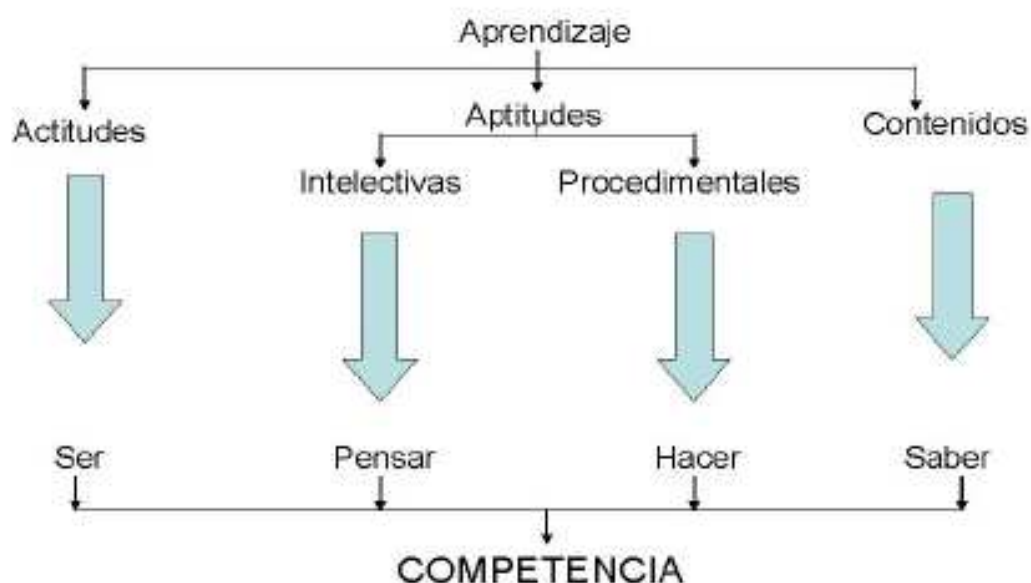 Aprendizaje
Actitudes
Aptitudes
Contenidos
Intelectivas
Procedimentales
Ser
Pensar
Hacer
Saber
COMPETENCIA